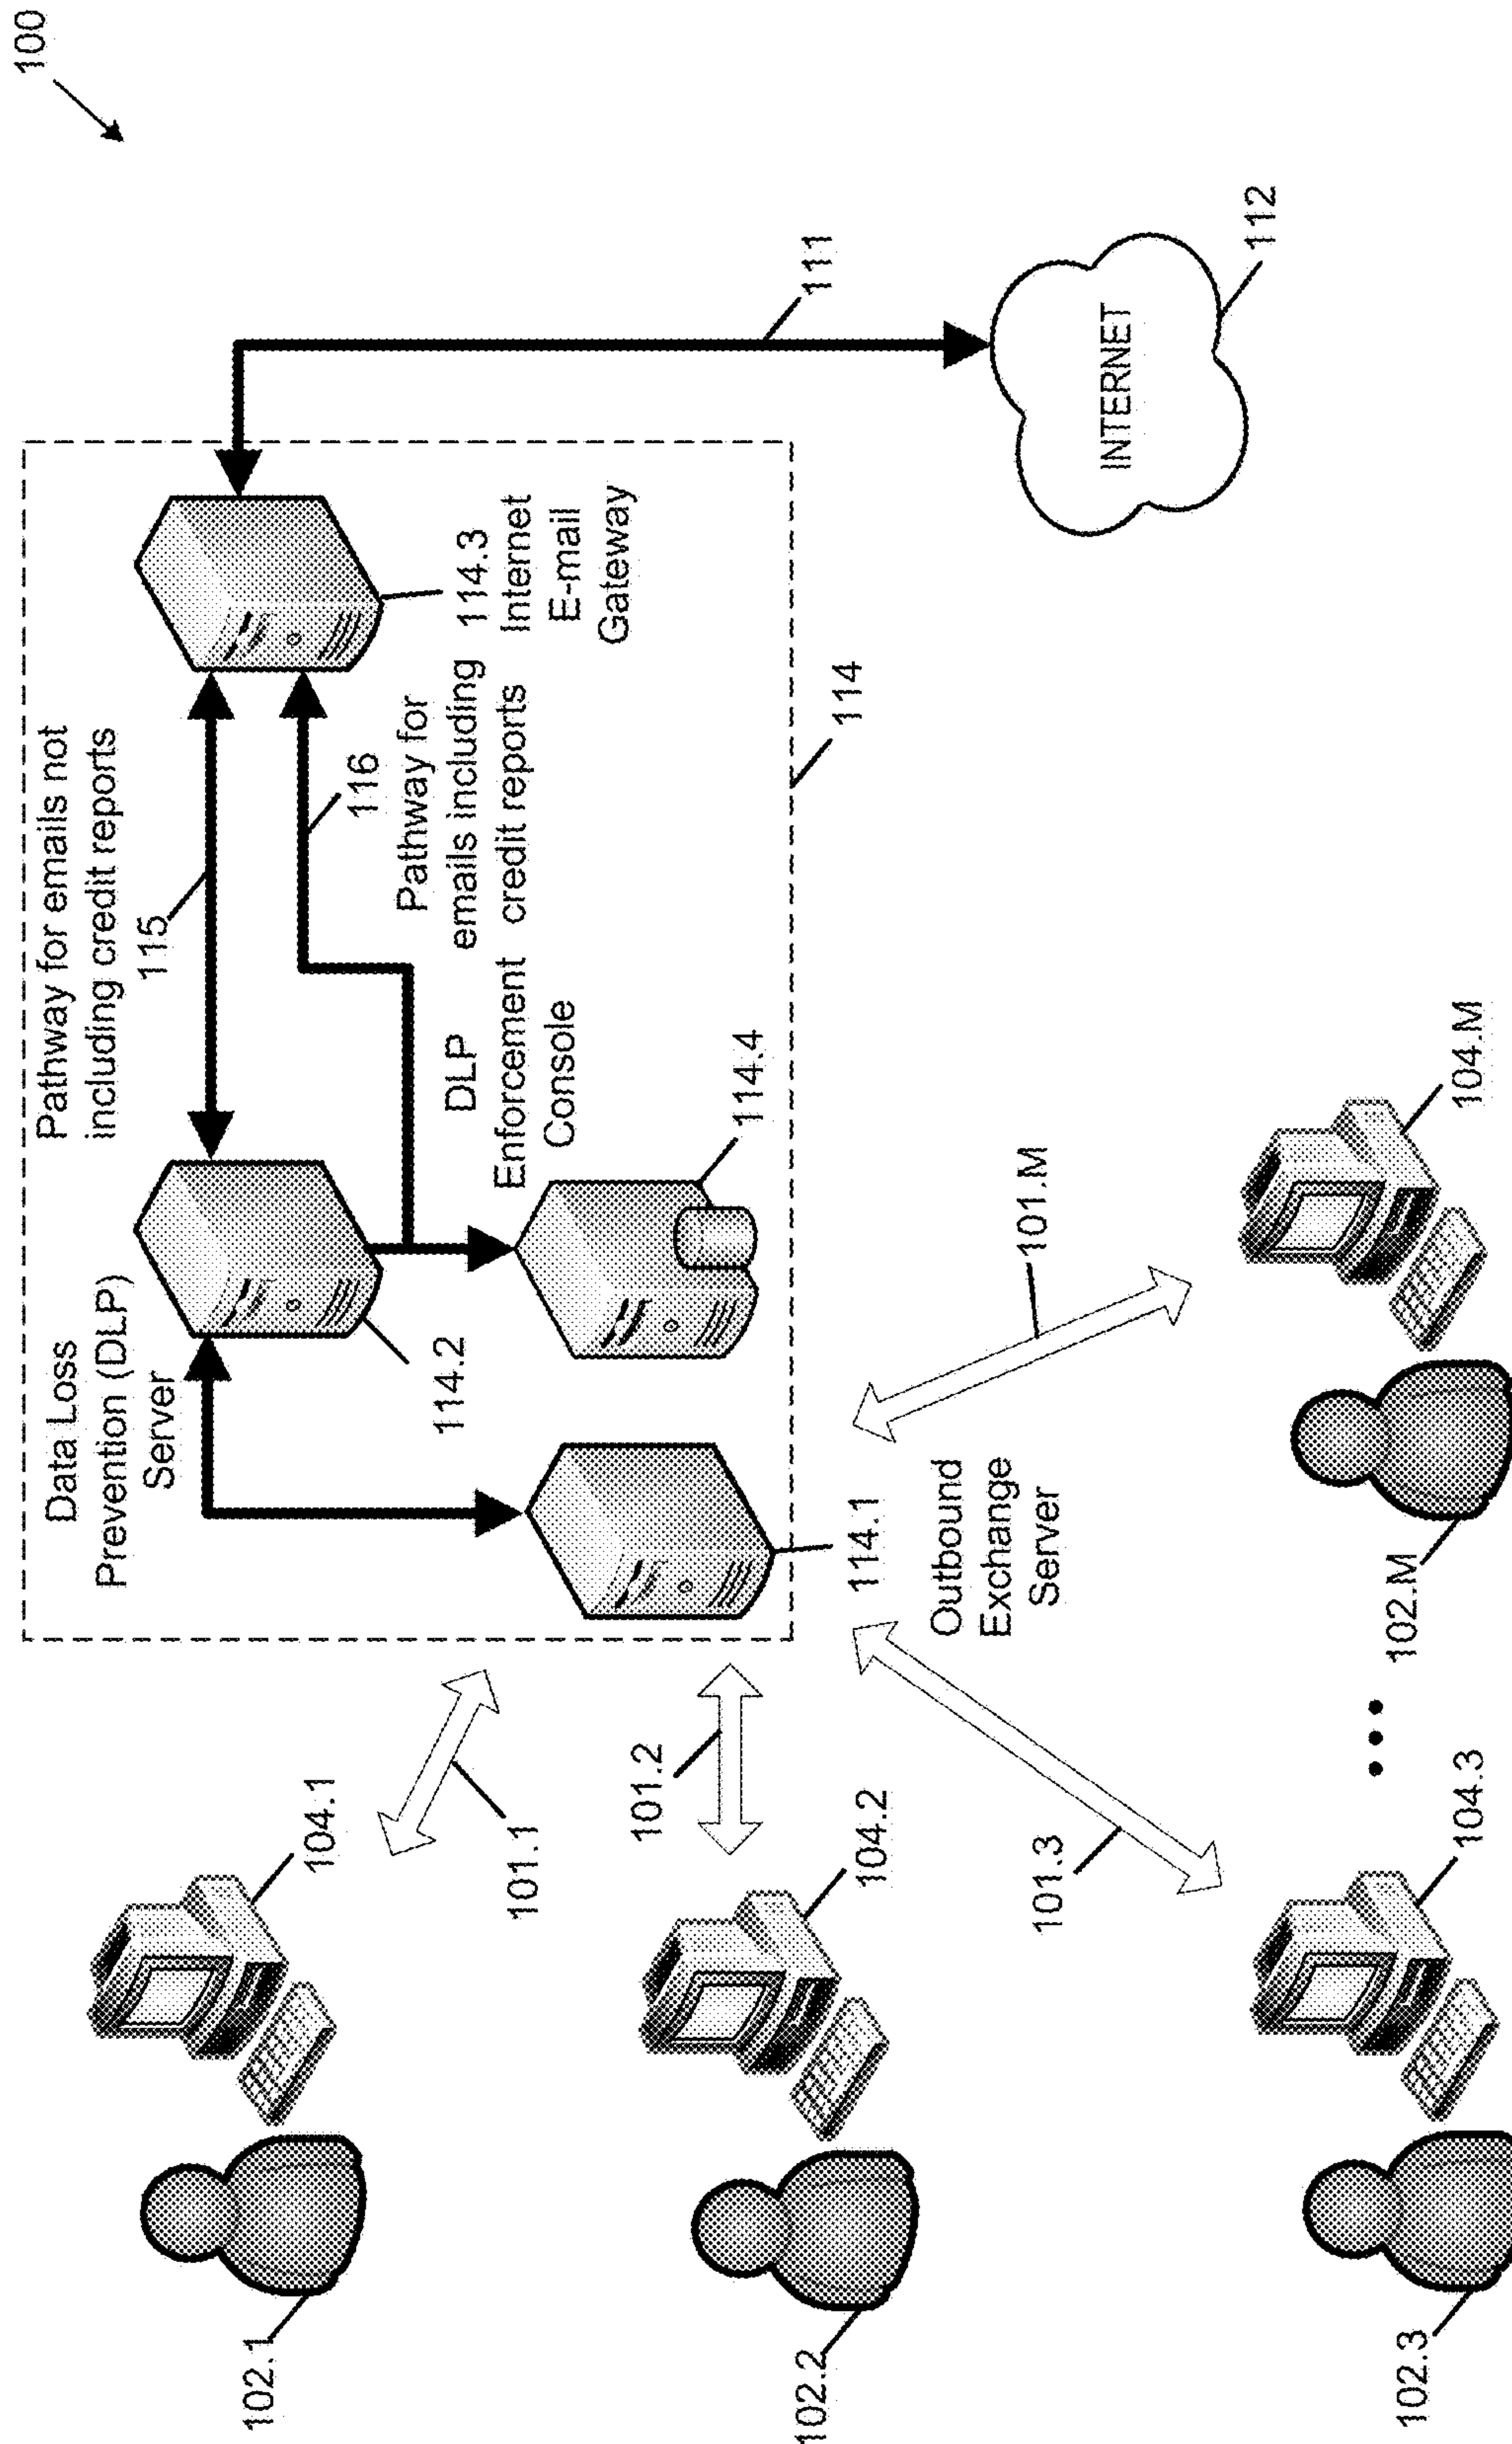 100
Data Loss
Prevention (DLP)
Server
114.2
Pathway for emails not
including credit reports
115
116
Pathway for
emails including
credit reports
DLP
Enforcement
Console
114.4
114.3
Internet
E-mail
Gateway
111
INTERNET
112
114
114.1
Outbound
Exchange
Server
101.1
101.2
101.3
101.M
102.1
104.1
102.2
104.2
102.3
104.3
102.M
104.M